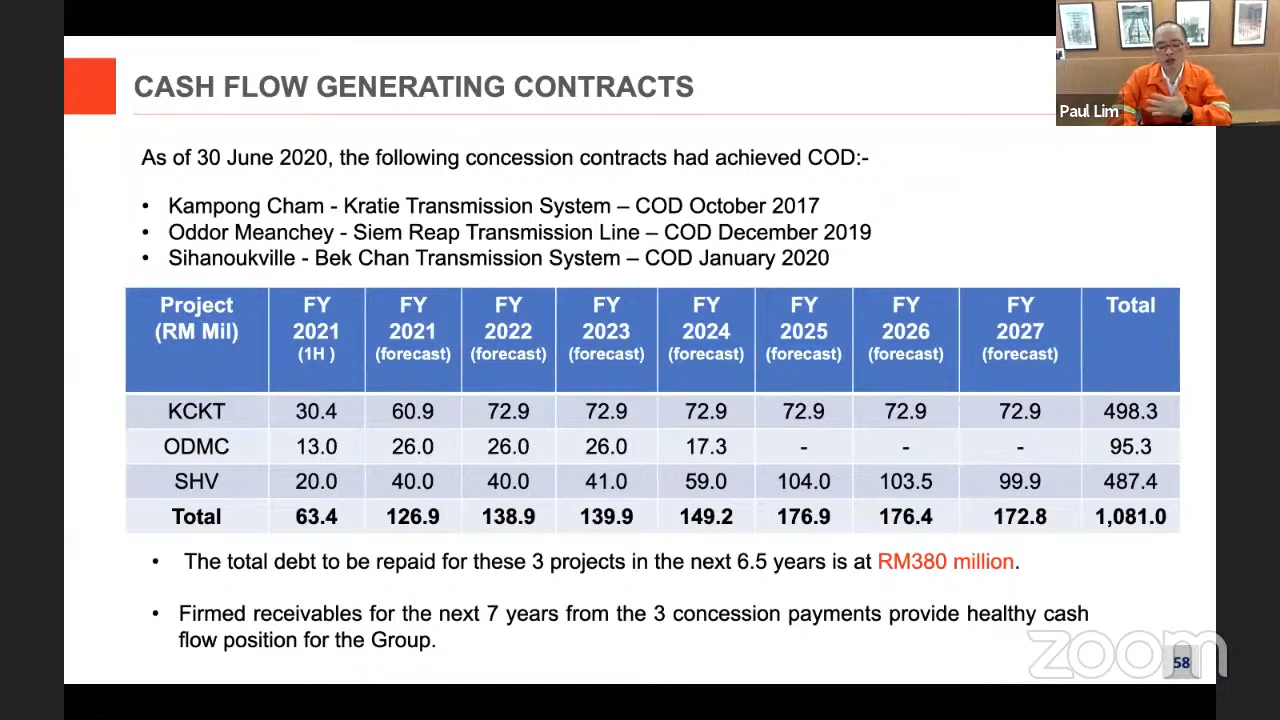 Paul Lim
CASH FLOW GENERATING CONTRACTS
As of 30 June 2020, the following concession contracts had achieved COD:-
• Kampong Cham - Kratie Transmission System – COD October 2017
• Oddor Meanchey - Siem Reap Transmission Line – COD December 2019
• Sihanoukville - Bek Chan Transmission System – COD January 2020
Project (RM Mil) FY 2021 (1H ) FY 2021 (forecast) FY 2022 (forecast) FY 2023 (forecast) FY 2024 (forecast) FY 2025 (forecast) FY 2026 (forecast) FY 2027 (forecast) Total
KCKT 30.4 60.9 72.9 72.9 72.9 72.9 72.9 72.9 498.3
ODMC 13.0 26.0 26.0 26.0 17.3 - - - 95.3
SHV 20.0 40.0 40.0 41.0 59.0 104.0 103.5 99.9 487.4
Total 63.4 126.9 138.9 139.9 149.2 176.9 176.4 172.8 1,081.0
• The total debt to be repaid for these 3 projects in the next 6.5 years is at RM380 million.
• Firmed receivables for the next 7 years from the 3 concession payments provide healthy cash
flow position for the Group.
zoom
58